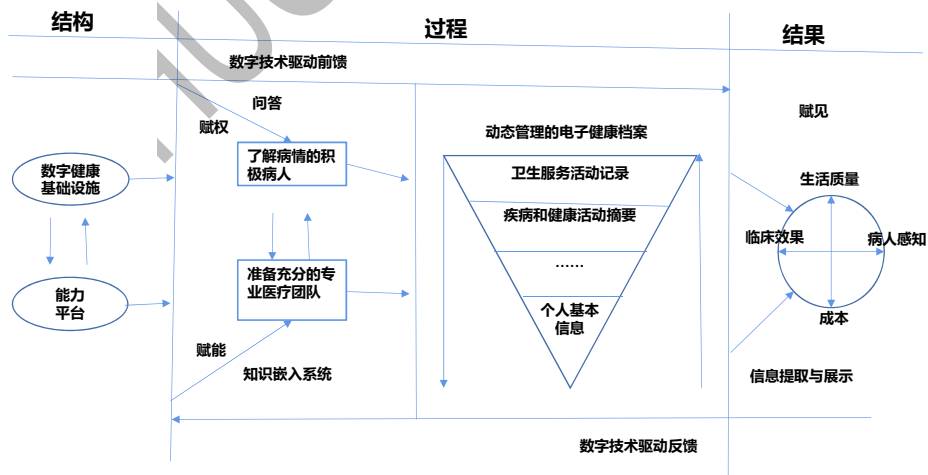 结构
过程
结果
数字技术驱动前馈
问答
赋权
了解病情的积
极病人
数字健康
基础设施
能力
平台
准备充分的专
业医疗团队
赋能
知识嵌入系统
动态管理的电子健康档案
卫生服务活动记录
疾病和健康活动摘要
......
个人基本
信息
赋见
生活质量
临床效果
病人感知
成本
信息提取与展示
数字技术驱动反馈